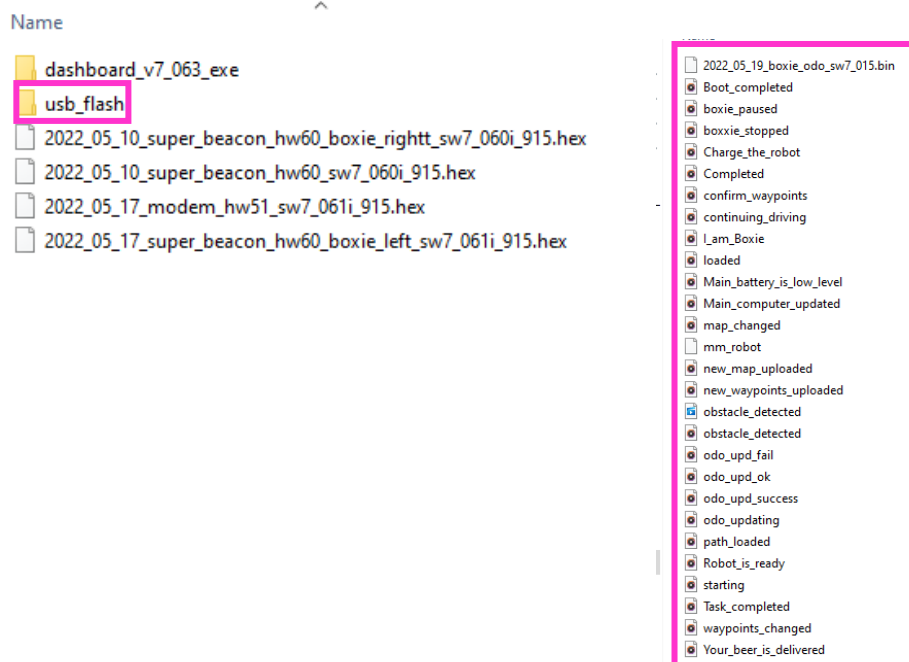 Name
dashboard_v7_063_exe
usb_flash
2022_05_10_super_beacon_hw60_boxie_rightt_sw7_060i_915.hex
2022_05_10_super_beacon_hw60_sw7_060i_915.hex
2022_05_17_modem_hw51_sw7_061i_915.hex
2022_05_17_super_beacon_hw60_boxie_left_sw7_061i_915.hex
2022_05_19_boxie_odo_sw7_015.bin
Boot_completed
boxie_paused
boxxie_stopped
Charge_the_robot
Completed
confirm_waypoints
continuing_driving
I_am_Boxie
loaded
Main_battery_is_low_level
Main_computer_updated
map_changed
mm_robot
new_map_uploaded
new_waypoints_uploaded
obstacle_detected
obstacle_detected
odo_upd_fail
odo_upd_ok
odo_upd_success
odo_updating
path_loaded
Robot_is_ready
starting
Task_completed
waypoints_changed
Your_beer_is_delivered